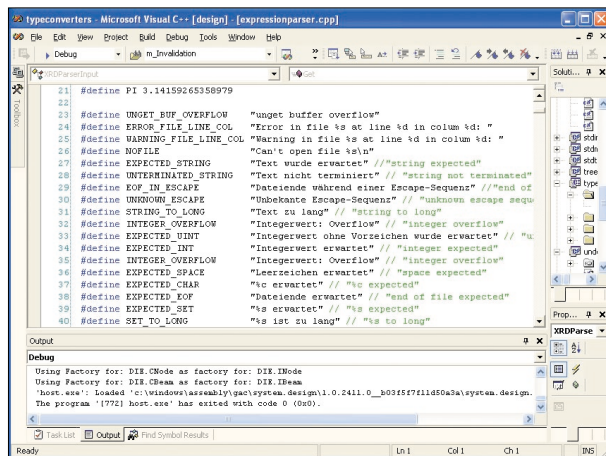 typeconverters - Microsoft Visual C++ [design] - [expressionparser.cpp]
File Edit View Project Build Debug Tools Window Help
Debug m_Invalidation
XRDParserInput Get
Soluti...
Toolbox
21 #define PI 3.14159265358979
22
23 #define UNGET_BUF_OVERFLOW "unget buffer overflow"
24 #define ERROR_FILE_LINE_COL "Error in file %s at line %d in colum %d: "
25 #define WARNING_FILE_LINE_COL "Warning in file %s at line %d in colum %d: "
26 #define NOFILE "Can't open file %s\n"
27 #define EXPECTED_STRING "Text wurde erwartet" //"string expected"
28 #define UNTERMINATED_STRING "Text nicht terminiert" // "string not terminated"
29 #define EOF_IN_ESCAPE "Dateiende während einer Escape-Sequenz" //"end of
30 #define UNKNOWN_ESCAPE "Unbekante Escape-Sequenz" // "unknown escape sequ
31 #define STRING_TO_LONG "Text zu lang" // "string to long"
32 #define INTEGER_OVERFLOW "Integerwert: Overflow" // "integer overflow"
33 #define EXPECTED_UINT "Integerwert ohne Vorzeichen wurde erwartet" // "u
34 #define EXPECTED_INT "Integerwert erwartet" // "integer expected"
35 #define INTEGER_OVERFLOW "Integerwert: Overflow" // "integer overflow"
36 #define EXPECTED_SPACE "Leerzeichen erwartet" // "space expected"
37 #define EXPECTED_CHAR "%c erwartet" // "%c expected"
38 #define EXPECTED_EOF "Dateiende erwartet" // "end of file expected"
39 #define EXPECTED_SET "%s erwartet" // "%s expected"
40 #define SET_TO_LONG "%s ist zu lang" // "%s to long"
stdin
stdn
stdt
tree
type
unde
Prop...
XRDParse
Output
Debug
Using Factory for: DIE.CNode as factory for: DIE.INode
Using Factory for: DIE.CBeam as factory for: DIE.IBeam
'host.exe': Loaded 'c:\windows\assembly\gac\system.design\1.0.2411.0__b03f5f7f11d50a3a\system.design.
The program '[772] host.exe' has exited with code 0 (0x0).
Task List Output Find Symbol Results
Ready Ln 1 Col 1 Ch 1 INS